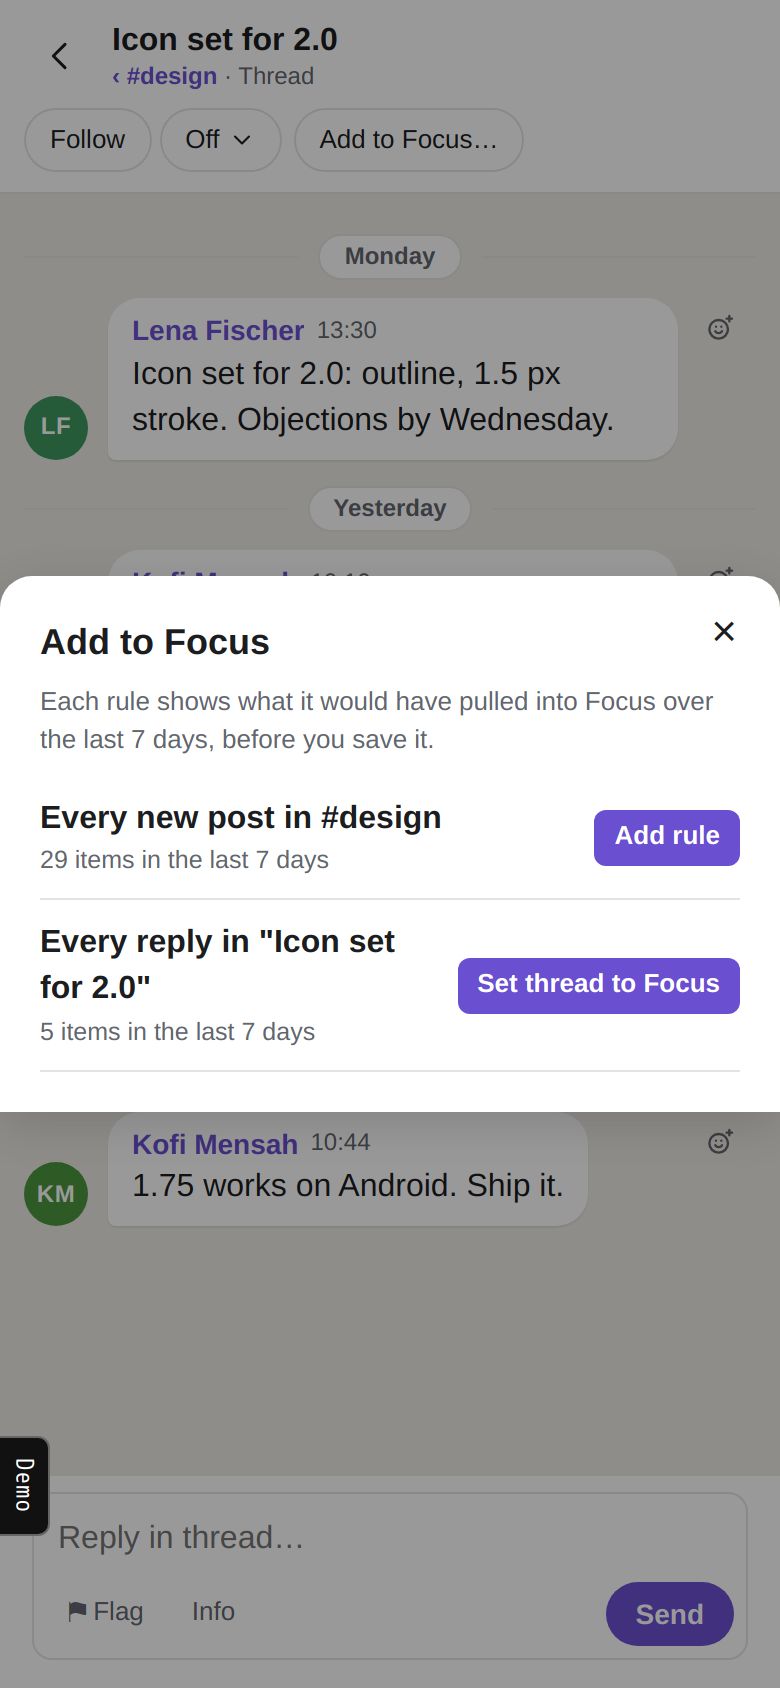 Icon set for 2.0
‹ #design · Thread
Follow
Off
Add to Focus…
Monday
Lena Fischer 13:30
Icon set for 2.0: outline, 1.5 px
stroke. Objections by Wednesday.
LF
Yesterday
Add to Focus
Each rule shows what it would have pulled into Focus over
the last 7 days, before you save it.
Every new post in #design
29 items in the last 7 days
Add rule
Every reply in "Icon set
for 2.0"
5 items in the last 7 days
Set thread to Focus
Kofi Mensah 10:44
1.75 works on Android. Ship it.
KM
Demo
Reply in thread…
Flag
Info
Send